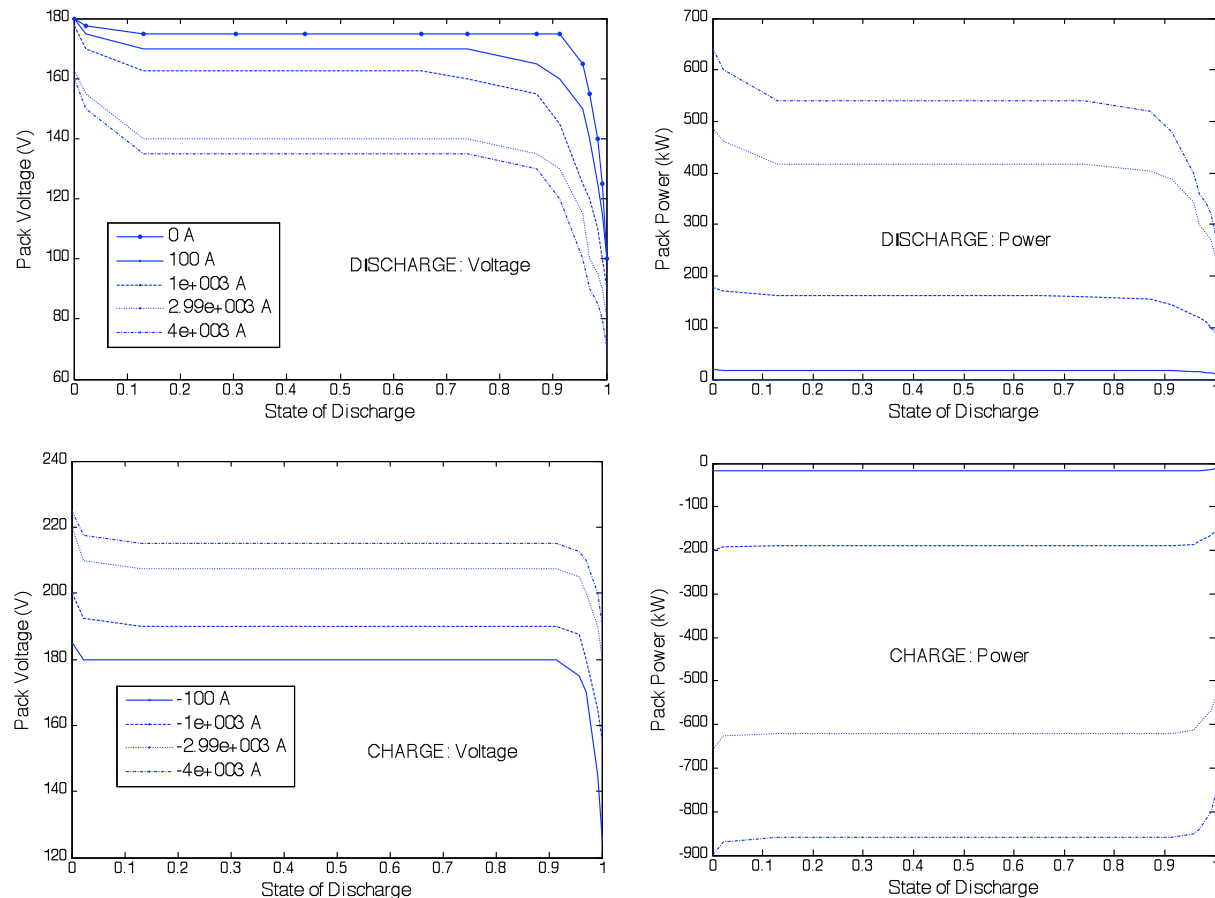 180
160
140
120
100
80
60
Pack Voltage (V)
0 A
100 A
1e+003 A
2.99e+003 A
4e+003 A
DISCHARGE: Voltage
0 0.1 0.2 0.3 0.4 0.5 0.6 0.7 0.8 0.9 1
State of Discharge
700
600
500
400
300
200
100
0
Pack Power (kW)
DISCHARGE: Power
0 0.1 0.2 0.3 0.4 0.5 0.6 0.7 0.8 0.9 1
State of Discharge
240
220
200
180
160
140
120
Pack Voltage (V)
-100 A
-1e+003 A
-2.99e+003 A
-4e+003 A
CHARGE: Voltage
0 0.1 0.2 0.3 0.4 0.5 0.6 0.7 0.8 0.9 1
State of Discharge
0
-100
-200
-300
-400
-500
-600
-700
-800
-900
Pack Power (kW)
CHARGE: Power
0 0.1 0.2 0.3 0.4 0.5 0.6 0.7 0.8 0.9 1
State of Discharge